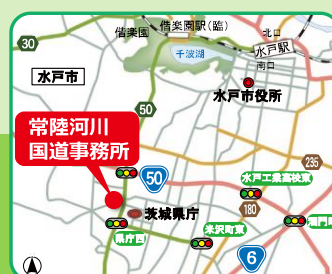 偕楽園
偕楽園駅(臨)
北口
水戸駅
南口
30
千波湖
水戸市
水戸市役所
50
常陸河川
国道事務所
50
235
水戸工業高校東
180
茨城県庁
県庁西
米沢町東
6